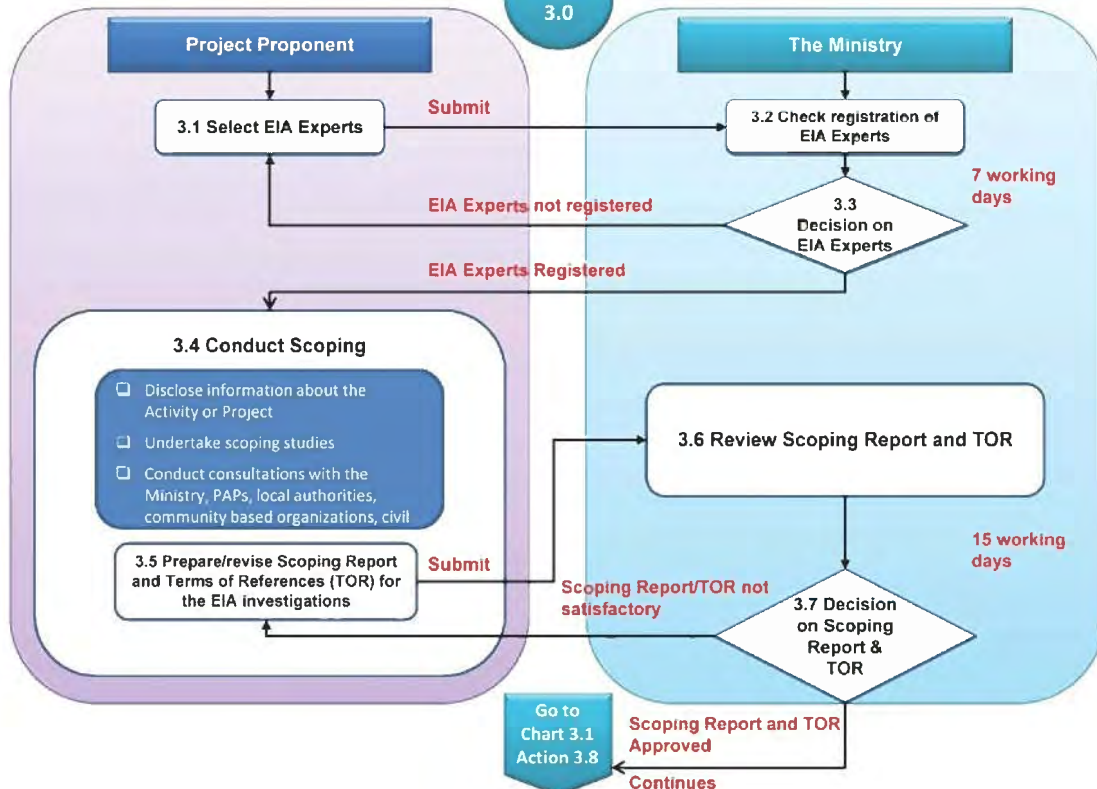 3.0
Project Proponent
The Ministry
3.1 Select EIA Experts
Submit
3.2 Check registration of
EIA Experts
7 working
days
EIA Experts not registered
3.3
Decision on
EIA Experts
EIA Experts Registered
3.4 Conduct Scoping
❑ Disclose information about the
Activity or Project
❑ Undertake scoping studies
❑ Conduct consultations with the
Ministry, PAPs, local authorities,
community based organizations, civil
3.6 Review Scoping Report and TOR
15 working
days
3.5 Prepare/revise Scoping Report
and Terms of References (TOR) for
the EIA investigations
Submit
Scoping Report/TOR not
satisfactory
3.7 Decision
on Scoping
Report &
TOR
Go to
Chart 3.1
Action 3.8
Scoping Report and TOR
Approved
Continues